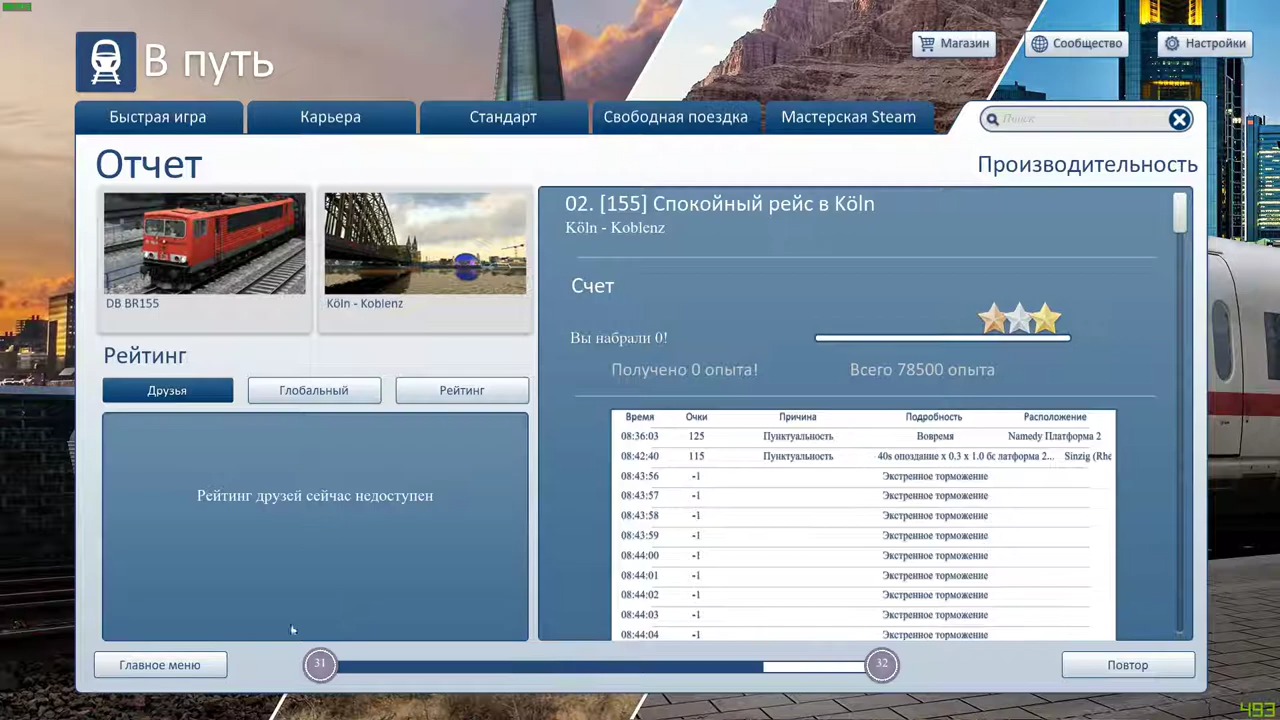 В путь
Магазин
Сообщество
Настройки
Быстрая игра
Карьера
Стандарт
Свободная поездка
Мастерская Steam
Поиск
Отчет
Производительность
DB BR155
Köln - Koblenz
Рейтинг
Друзья
Глобальный
Рейтинг
Рейтинг друзей сейчас недоступен
02. [155] Спокойный рейс в Köln
Köln - Koblenz
Счет
Вы набрали 0!
Получено 0 опыта!
Всего 78500 опыта
Время Очки Причина Подробность Расположение
08:36:03 125 Пунктуальность Вовремя Namedy Платформа 2
08:42:40 115 Пунктуальность 40s опоздание x 0.3 x 1.0 бс латформа 2... Sinzig (Rhe
08:43:56 -1 Экстренное торможение
08:43:57 -1 Экстренное торможение
08:43:58 -1 Экстренное торможение
08:43:59 -1 Экстренное торможение
08:44:00 -1 Экстренное торможение
08:44:01 -1 Экстренное торможение
08:44:02 -1 Экстренное торможение
08:44:03 -1 Экстренное торможение
08:44:04 -1 Экстренное торможение
Главное меню
31
32
Повтор
493